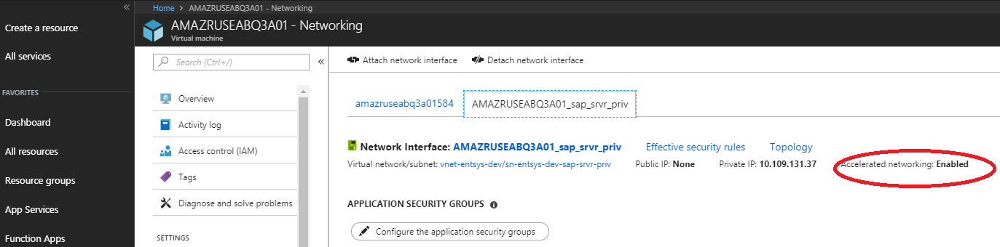 Home > AMAZRUSEABQ3A01 - Networking
AMAZRUSEABQ3A01 - Networking
Virtual machine
«
Create a resource
All services
FAVORITES
Dashboard
All resources
Resource groups
App Services
Function Apps
Search (Ctrl+/)
«
Overview
Activity log
Access control (IAM)
Tags
Diagnose and solve problems
SETTINGS
Attach network interface Detach network interface
amazruseabq3a01584 AMAZRUSEABQ3A01_sap_srvr_priv
Network Interface: AMAZRUSEABQ3A01_sap_srvr_priv Effective security rules Topology
Virtual network/subnet: vnet-entsys-dev/sn-entsys-dev-sap-srvr-priv Public IP: None Private IP: 10.109.131.37 Accelerated networking: Enabled
APPLICATION SECURITY GROUPS
Configure the application security groups